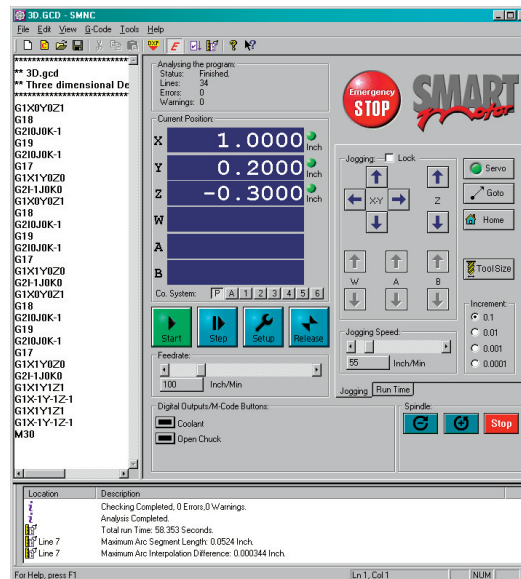 3D.GCD - SMNC
File Edit View G-Code Tools Help
DXF E
*****************************
** 3D.gcd
** Three dimensional De
*****************************
G1X0Y0Z1
G18
G2I0J0K-1
G19
G2I0J0K-1
G17
G1X1Y0Z0
G2I-1J0K0
G1X0Y0Z1
G18
G2I0J0K-1
G19
G2I0J0K-1
G17
G1X1Y0Z0
G2I-1J0K0
G1X0Y0Z1
G18
G2I0J0K-1
G19
G2I0J0K-1
G17
G1X1Y0Z0
G2I-1J0K0
G1X1Y1Z1
G1X-1Y-1Z-1
G1X1Y1Z1
G1X-1Y-1Z-1
M30
Analysing the program:
Status: Finished.
Lines: 34
Errors: 0
Warnings: 0
Current Position:
X 1.0000 Inch
Y 0.2000 Inch
Z -0.3000 Inch
W
A
B
Co. System: P A 1 2 3 4 5 6
Start Step Setup Release
Feedrate:
100 Inch/Min
Digital Outputs/M-Code Buttons:
Coolant
Open Chuck
Emergency STOP
SMART Motor
Jogging: Lock
X-Y Z
W A B
Jogging Speed:
55 Inch/Min
Jogging Run Time
Servo
Goto
Home
ToolSize
Increment:
0.1
0.01
0.001
0.0001
Spindle:
Stop
Location Description
Checking Completed, 0 Errors,0 Warnings.
Analysis Completed.
Total run Time: 58.353 Seconds.
Line 7 Maximum Arc Segment Length: 0.0524 Inch.
Line 7 Maximum Arc Interpolation Difference: 0.000344 Inch.
For Help, press F1 Ln 1, Col 1 NUM